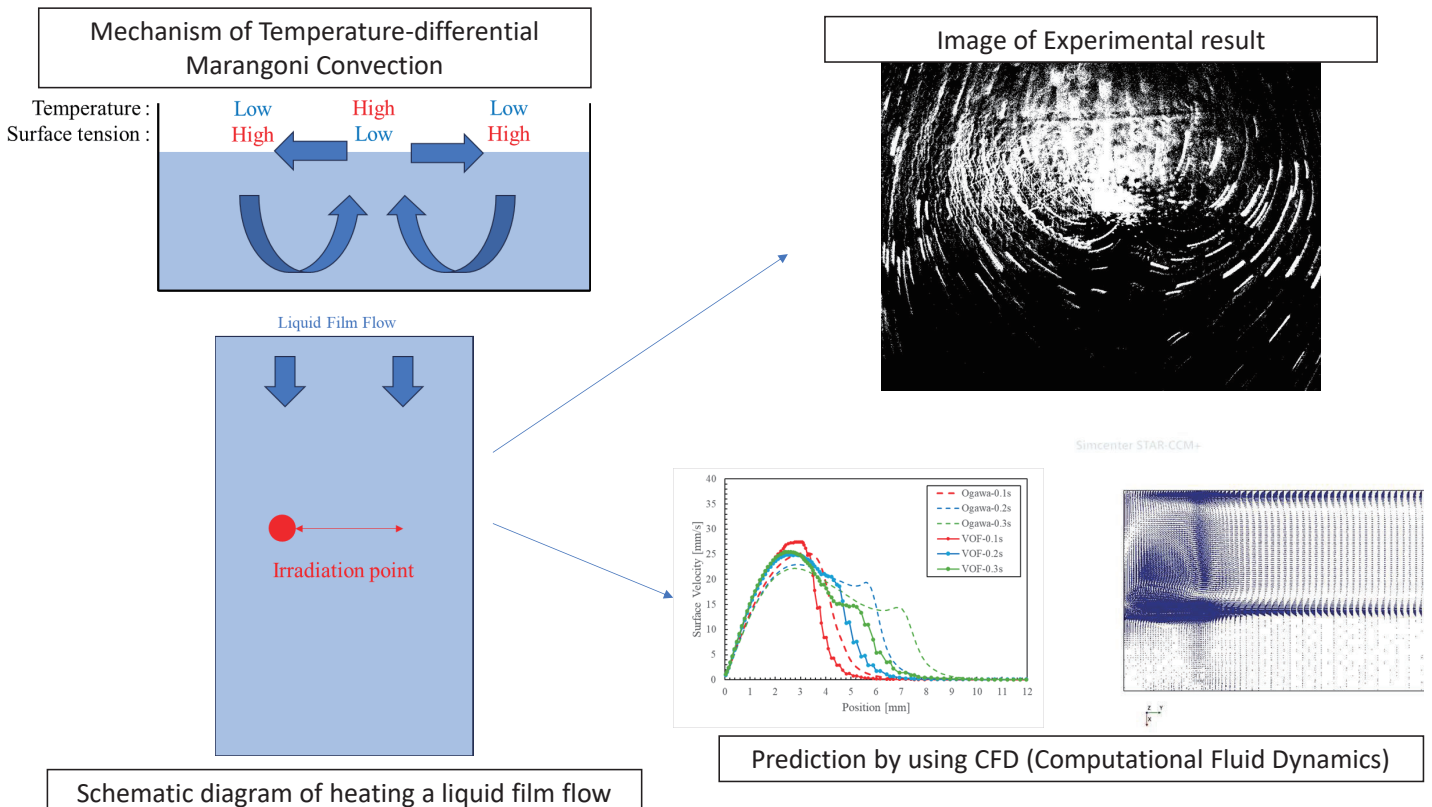 Mechanism of Temperature-differential
Marangoni Convection
Temperature : Low High Low
Surface tension : High Low High
Liquid Film Flow
Irradiation point
Schematic diagram of heating a liquid film flow
Image of Experimental result
Simcenter STAR-CCM+
40
35
30
25
20
15
10
5
0
Surface Velocity [mm/s]
Ogawa-0.1s
Ogawa-0.2s
Ogawa-0.3s
VOF-0.1s
VOF-0.2s
VOF-0.3s
0 1 2 3 4 5 6 7 8 9 10 11 12
Position [mm]
Z Y
X
Prediction by using CFD (Computational Fluid Dynamics)